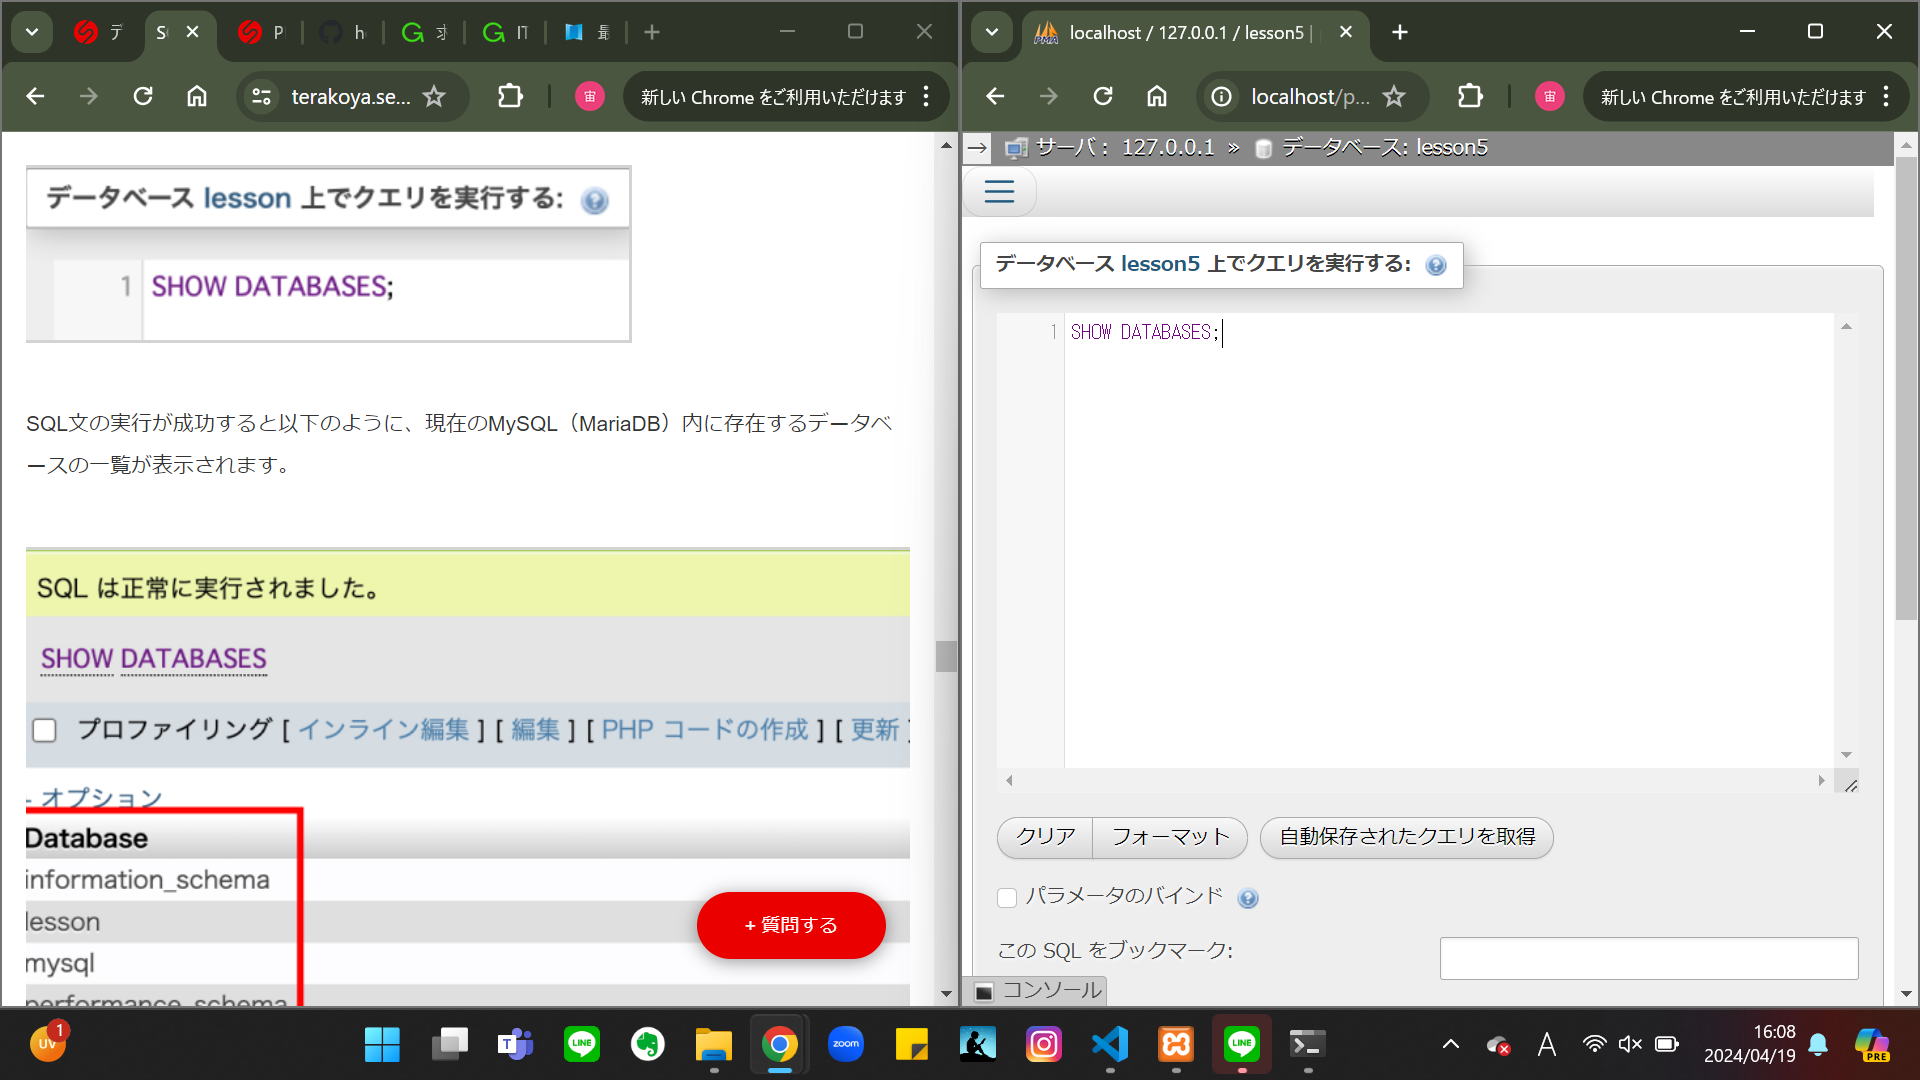 デ
S
P
h
求
IT
最
terakoya.se...
宙
新しい Chrome をご利用いただけます
データベース lesson 上でクエリを実行する:
1 SHOW DATABASES;
SQL文の実行が成功すると以下のように、現在のMySQL（MariaDB）内に存在するデータベ
ースの一覧が表示されます。
SQL は正常に実行されました。
SHOW DATABASES
プロファイリング [ インライン編集 ] [ 編集 ] [ PHP コードの作成 ] [ 更新 ]
- オプション
Database
information_schema
lesson
mysql
performance_schema
+ 質問する
localhost / 127.0.0.1 / lesson5 |
localhost/p...
宙
新しい Chrome をご利用いただけます
サーバ： 127.0.0.1 » データベース: lesson5
データベース lesson5 上でクエリを実行する:
1 SHOW DATABASES;
クリア フォーマット 自動保存されたクエリを取得
パラメータのバインド
この SQL をブックマーク:
コンソール
UV 1
T
LINE
zoom
LINE
A
16:08
2024/04/19
PRE